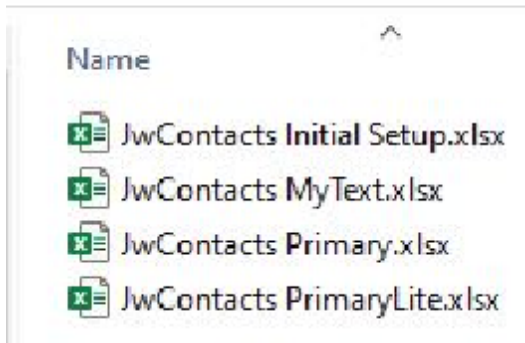 Name
JwContacts Initial Setup.xlsx
JwContacts MyText.xlsx
JwContacts Primary.xlsx
JwContacts PrimaryLite.xlsx